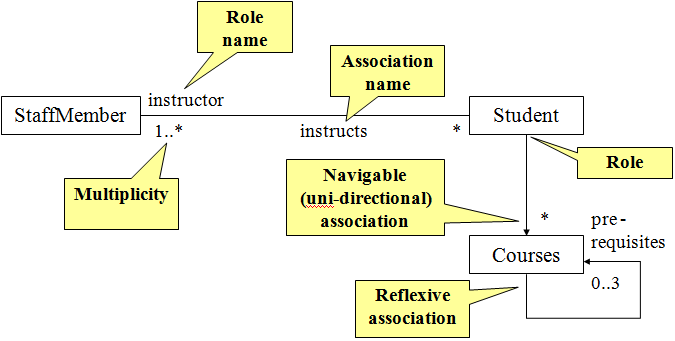 Role
name
Association
name
StaffMember
instructor
1..*
instructs
*
Student
Multiplicity
Role
Navigable
(uni-directional)
association
*
pre-
requisites
Courses
0..3
Reflexive
association